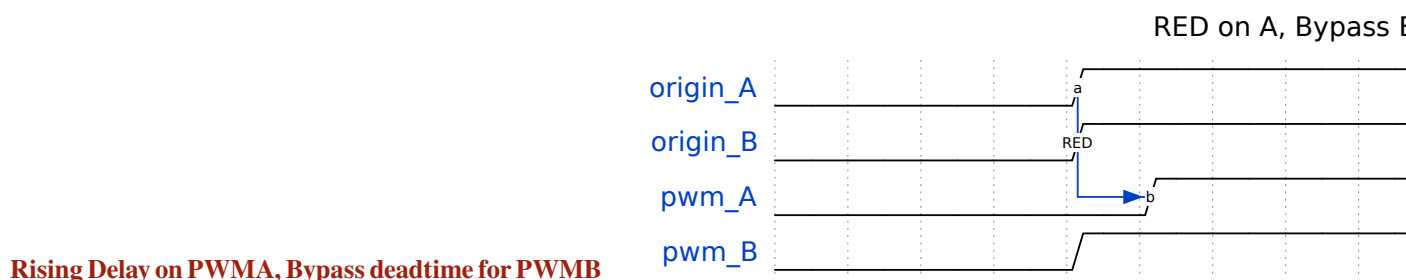 RED on A, Bypass
origin_A
a
origin_B
RED
pwm_A
b
pwm_B
Rising Delay on PWMA, Bypass deadtime for PWMB